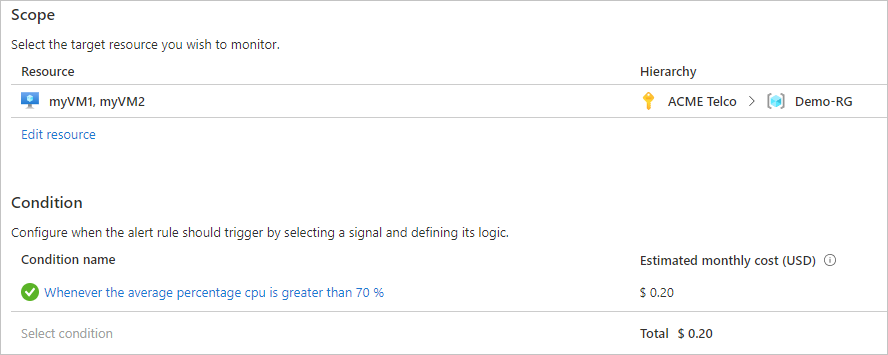 Scope
Select the target resource you wish to monitor.
Resource Hierarchy
myVM1, myVM2 ACME Telco > Demo-RG
Edit resource
Condition
Configure when the alert rule should trigger by selecting a signal and defining its logic.
Condition name Estimated monthly cost (USD)
Whenever the average percentage cpu is greater than 70 % $ 0.20
Select condition Total $ 0.20